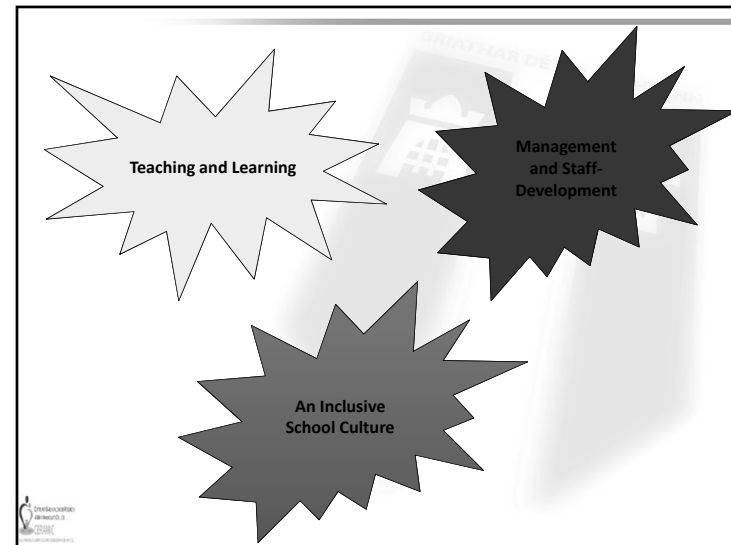 Teaching and Learning
Management
and Staff-
Development
An Inclusive
School Culture